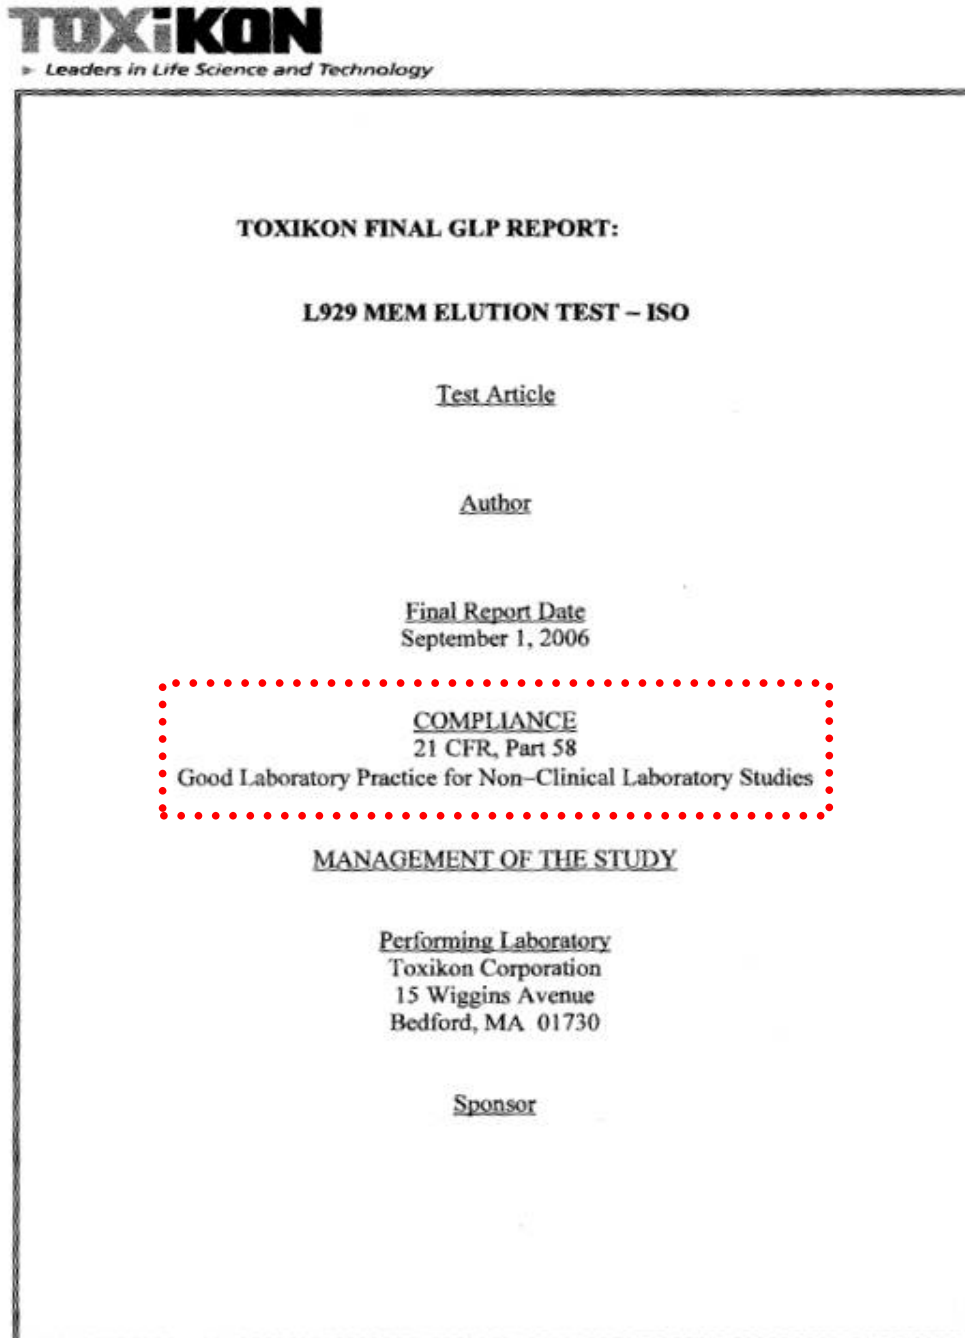 TOXiKON
Leaders in Life Science and Technology
TOXIKON FINAL GLP REPORT:
L929 MEM ELUTION TEST – ISO
Test Article
Author
Final Report Date
September 1, 2006
COMPLIANCE
21 CFR, Part 58
Good Laboratory Practice for Non–Clinical Laboratory Studies
MANAGEMENT OF THE STUDY
Performing Laboratory
Toxikon Corporation
15 Wiggins Avenue
Bedford, MA 01730
Sponsor